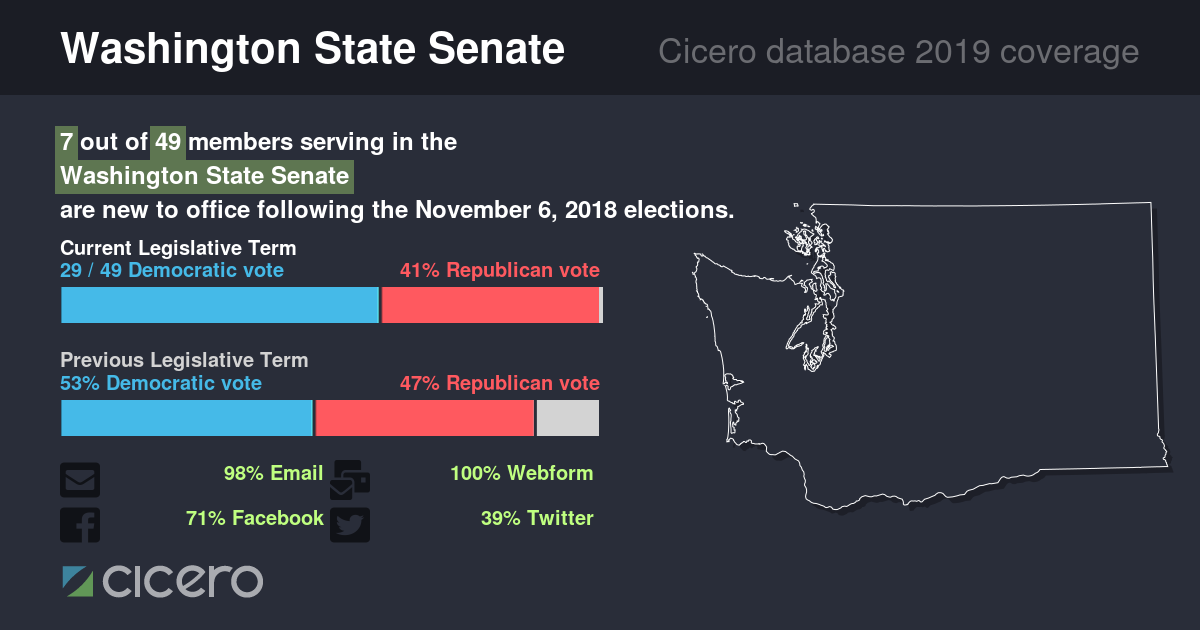 Washington State Senate
Cicero database 2019 coverage
7 out of 49 members serving in the
Washington State Senate
are new to office following the November 6, 2018 elections.
Current Legislative Term
29 / 49 Democratic vote
41% Republican vote
Previous Legislative Term
53% Democratic vote
47% Republican vote
98% Email
100% Webform
71% Facebook
39% Twitter
cicero